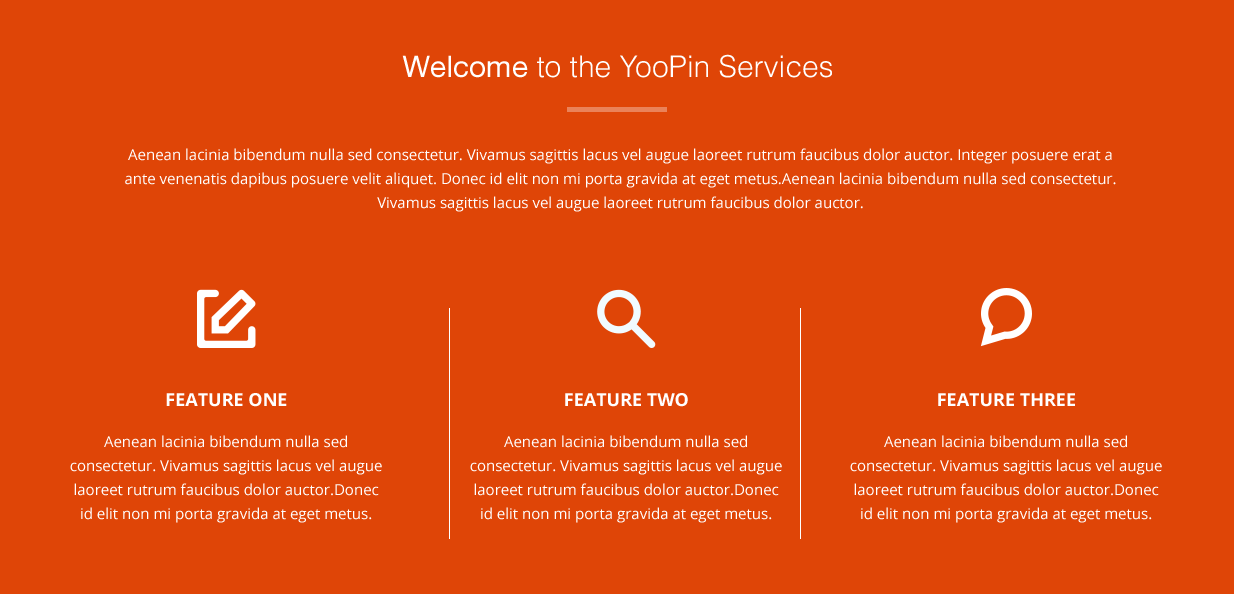 Welcome to the YooPin Services
Aenean lacinia bibendum nulla sed consectetur. Vivamus sagittis lacus vel augue laoreet rutrum faucibus dolor auctor. Integer posuere erat a
ante venenatis dapibus posuere velit aliquet. Donec id elit non mi porta gravida at eget metus.Aenean lacinia bibendum nulla sed consectetur.
Vivamus sagittis lacus vel augue laoreet rutrum faucibus dolor auctor.
FEATURE ONE
Aenean lacinia bibendum nulla sed
consectetur. Vivamus sagittis lacus vel augue
laoreet rutrum faucibus dolor auctor.Donec
id elit non mi porta gravida at eget metus.
FEATURE TWO
Aenean lacinia bibendum nulla sed
consectetur. Vivamus sagittis lacus vel augue
laoreet rutrum faucibus dolor auctor.Donec
id elit non mi porta gravida at eget metus.
FEATURE THREE
Aenean lacinia bibendum nulla sed
consectetur. Vivamus sagittis lacus vel augue
laoreet rutrum faucibus dolor auctor.Donec
id elit non mi porta gravida at eget metus.